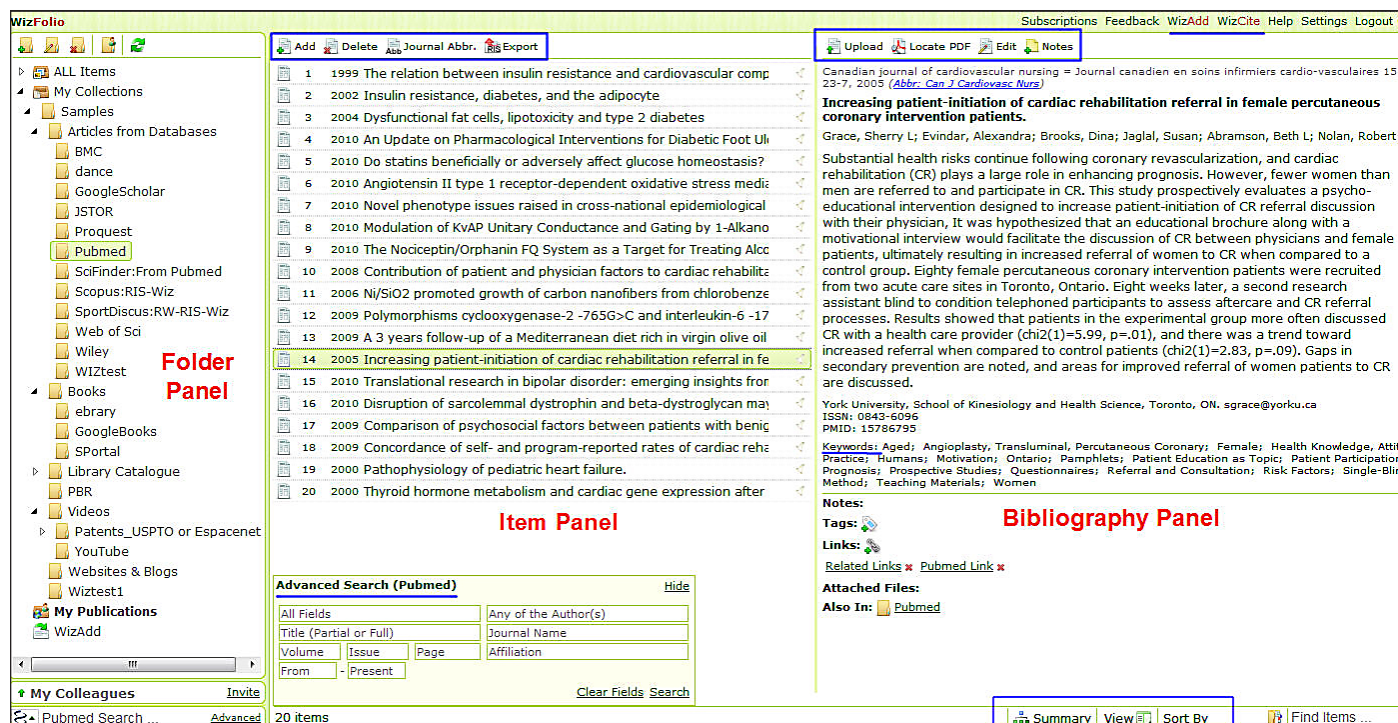 WizFolio
Subscriptions Feedback WizAdd WizCite Help Settings Logout
ALL Items
My Collections
Samples
Articles from Databases
BMC
dance
GoogleScholar
JSTOR
Proquest
Pubmed
SciFinder:From Pubmed
Scopus:RIS-Wiz
SportDiscus:RW-RIS-Wiz
Web of Sci
Wiley
WIZtest
Books
ebrary
GoogleBooks
SPortal
Library Catalogue
PBR
Videos
Patents_USPTO or Espacenet
YouTube
Websites & Blogs
Wiztest1
My Publications
WizAdd
Folder
Panel
My Colleagues Invite
Pubmed Search ... Advanced
Add Delete Journal Abbr. Export
1 1999 The relation between insulin resistance and cardiovascular comp
2 2002 Insulin resistance, diabetes, and the adipocyte
3 2004 Dysfunctional fat cells, lipotoxicity and type 2 diabetes
4 2010 An Update on Pharmacological Interventions for Diabetic Foot Ul
5 2010 Do statins beneficially or adversely affect glucose homeostasis?
6 2010 Angiotensin II type 1 receptor-dependent oxidative stress media
7 2010 Novel phenotype issues raised in cross-national epidemiological
8 2010 Modulation of KvAP Unitary Conductance and Gating by 1-Alkano
9 2010 The Nociceptin/Orphanin FQ System as a Target for Treating Alco
10 2008 Contribution of patient and physician factors to cardiac rehabilita
11 2006 Ni/SiO2 promoted growth of carbon nanofibers from chlorobenze
12 2009 Polymorphisms cyclooxygenase-2 -765G>C and interleukin-6 -17
13 2009 A 3 years follow-up of a Mediterranean diet rich in virgin olive oil
14 2005 Increasing patient-initiation of cardiac rehabilitation referral in fe
15 2010 Translational research in bipolar disorder: emerging insights from
16 2010 Disruption of sarcolemmal dystrophin and beta-dystroglycan may
17 2009 Comparison of psychosocial factors between patients with benig
18 2009 Concordance of self- and program-reported rates of cardiac reha
19 2000 Pathophysiology of pediatric heart failure.
20 2000 Thyroid hormone metabolism and cardiac gene expression after
Item Panel
Advanced Search (Pubmed) Hide
All Fields Any of the Author(s)
Title (Partial or Full) Journal Name
Volume Issue Page Affiliation
From - Present
Clear Fields Search
20 items
Upload Locate PDF Edit Notes
Canadian journal of cardiovascular nursing = Journal canadien en soins infirmiers cardio-vasculaires 15
23-7, 2005 (Abbr: Can J Cardiovasc Nurs)
Increasing patient-initiation of cardiac rehabilitation referral in female percutaneous
coronary intervention patients.
Grace, Sherry L; Evindar, Alexandra; Brooks, Dina; Jaglal, Susan; Abramson, Beth L; Nolan, Robert
Substantial health risks continue following coronary revascularization, and cardiac
rehabilitation (CR) plays a large role in enhancing prognosis. However, fewer women than
men are referred to and participate in CR. This study prospectively evaluates a psycho-
educational intervention designed to increase patient-initiation of CR referral discussion
with their physician, It was hypothesized that an educational brochure along with a
motivational interview would facilitate the discussion of CR between physicians and female
patients, ultimately resulting in increased referral of women to CR when compared to a
control group. Eighty female percutaneous coronary intervention patients were recruited
from two acute care sites in Toronto, Ontario. Eight weeks later, a second research
assistant blind to condition telephoned participants to assess aftercare and CR referral
processes. Results showed that patients in the experimental group more often discussed
CR with a health care provider (chi2(1)=5.99, p=.01), and there was a trend toward
increased referral when compared to control patients (chi2(1)=2.83, p=.09). Gaps in
secondary prevention are noted, and areas for improved referral of women patients to CR
are discussed.
York University, School of Kinesiology and Health Science, Toronto, ON. sgrace@yorku.ca
ISSN: 0843-6096
PMID: 15786795
Keywords: Aged; Angioplasty, Transluminal, Percutaneous Coronary; Female; Health Knowledge, Atti
Practice; Humans; Motivation; Ontario; Pamphlets; Patient Education as Topic; Patient Participation
Prognosis; Prospective Studies; Questionnaires; Referral and Consultation; Risk Factors; Single-Blin
Method; Teaching Materials; Women
Notes:
Bibliography Panel
Tags:
Links:
Related Links Pubmed Link
Attached Files:
Also In: Pubmed
Summary View Sort By Find Items ...